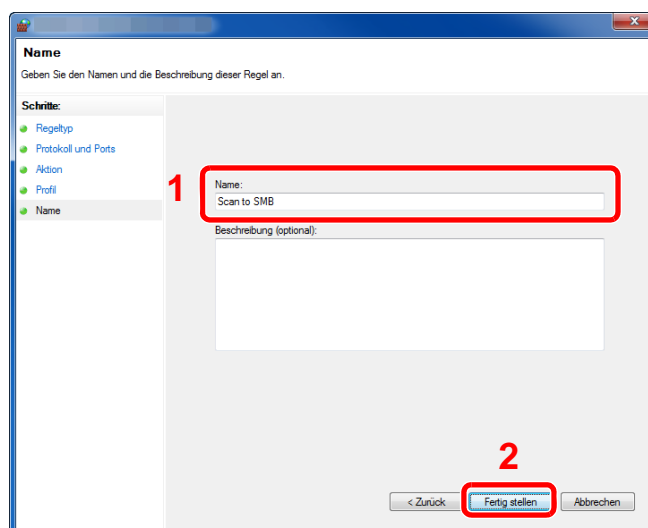 Name
Geben Sie den Namen und die Beschreibung dieser Regel an.
Schritte:
Regeltyp
Protokoll und Ports
Aktion
Profil
Name
1
Name:
Scan to SMB
Beschreibung (optional):
2
< Zurück
Fertig stellen
Abbrechen